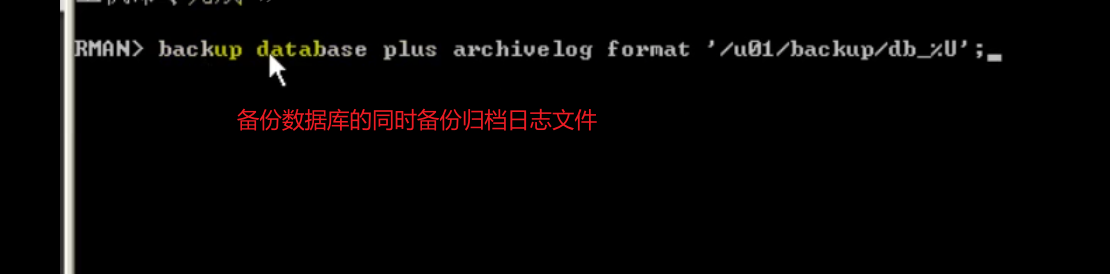 RMAN> backup database plus archivelog format '/u01/backup/db_%U';
备份数据库的同时备份归档日志文件